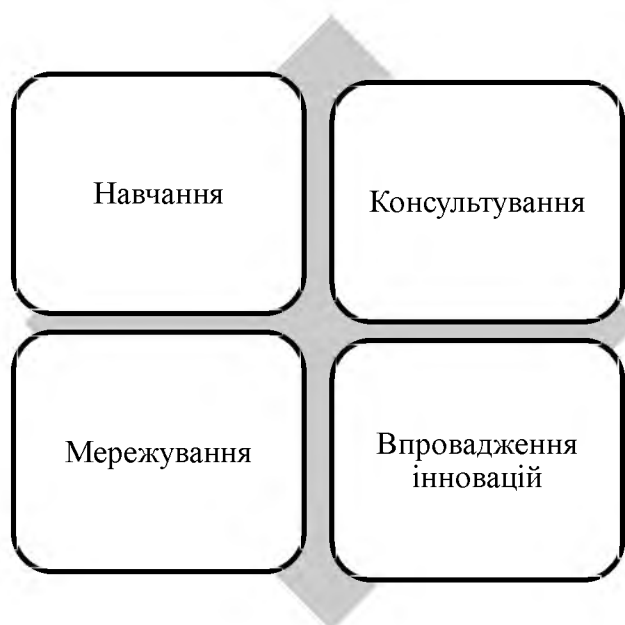 Навчання
Консультування
Мережування
Впровадження
інновацій